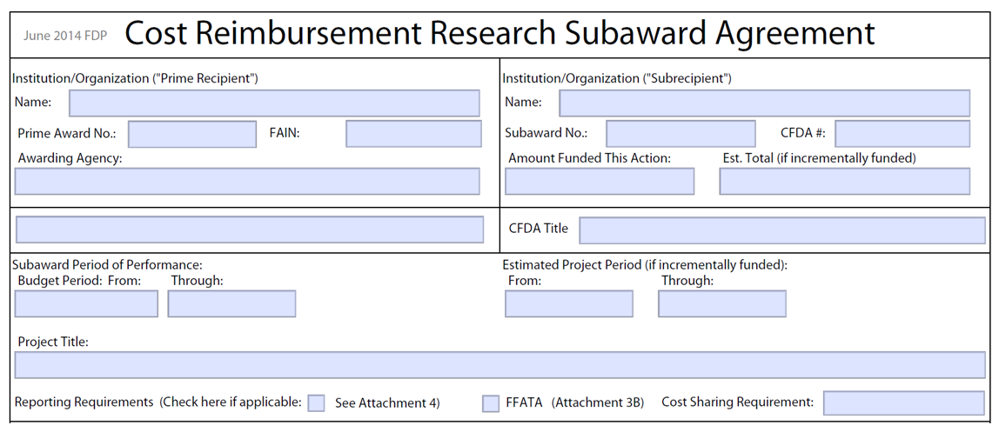 June 2014 FDP Cost Reimbursement Research Subaward Agreement
Institution/Organization ("Prime Recipient")
Name:
Prime Award No.: FAIN:
Awarding Agency:
Institution/Organization ("Subrecipient")
Name:
Subaward No.: CFDA #:
Amount Funded This Action: Est. Total (if incrementally funded)
CFDA Title
Subaward Period of Performance:
Budget Period: From: Through:
Estimated Project Period (if incrementally funded):
From: Through:
Project Title:
Reporting Requirements (Check here if applicable: See Attachment 4) FFATA (Attachment 3B) Cost Sharing Requirement: